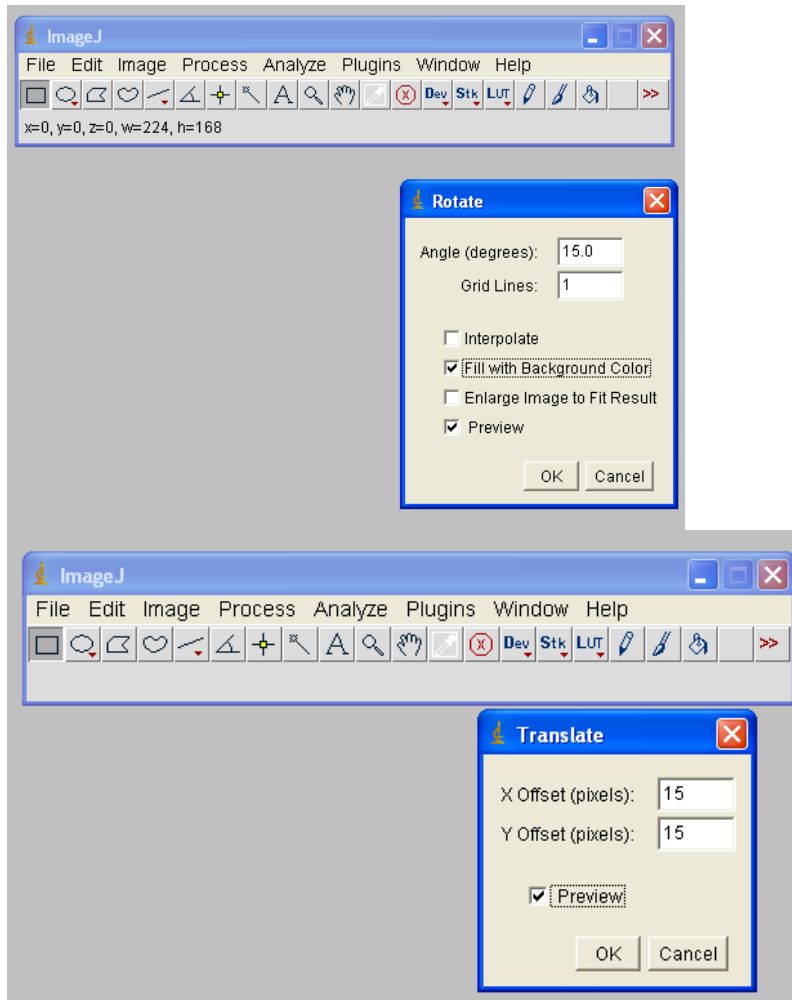 ImageJ
File Edit Image Process Analyze Plugins Window Help
A Dev Stk LUT >>
x=0, y=0, z=0, w=224, h=168
Rotate
Angle (degrees): 15.0
Grid Lines: 1
Interpolate
Fill with Background Color
Enlarge Image to Fit Result
Preview
OK Cancel
ImageJ
File Edit Image Process Analyze Plugins Window Help
A Dev Stk LUT >>
Translate
X Offset (pixels): 15
Y Offset (pixels): 15
Preview
OK Cancel